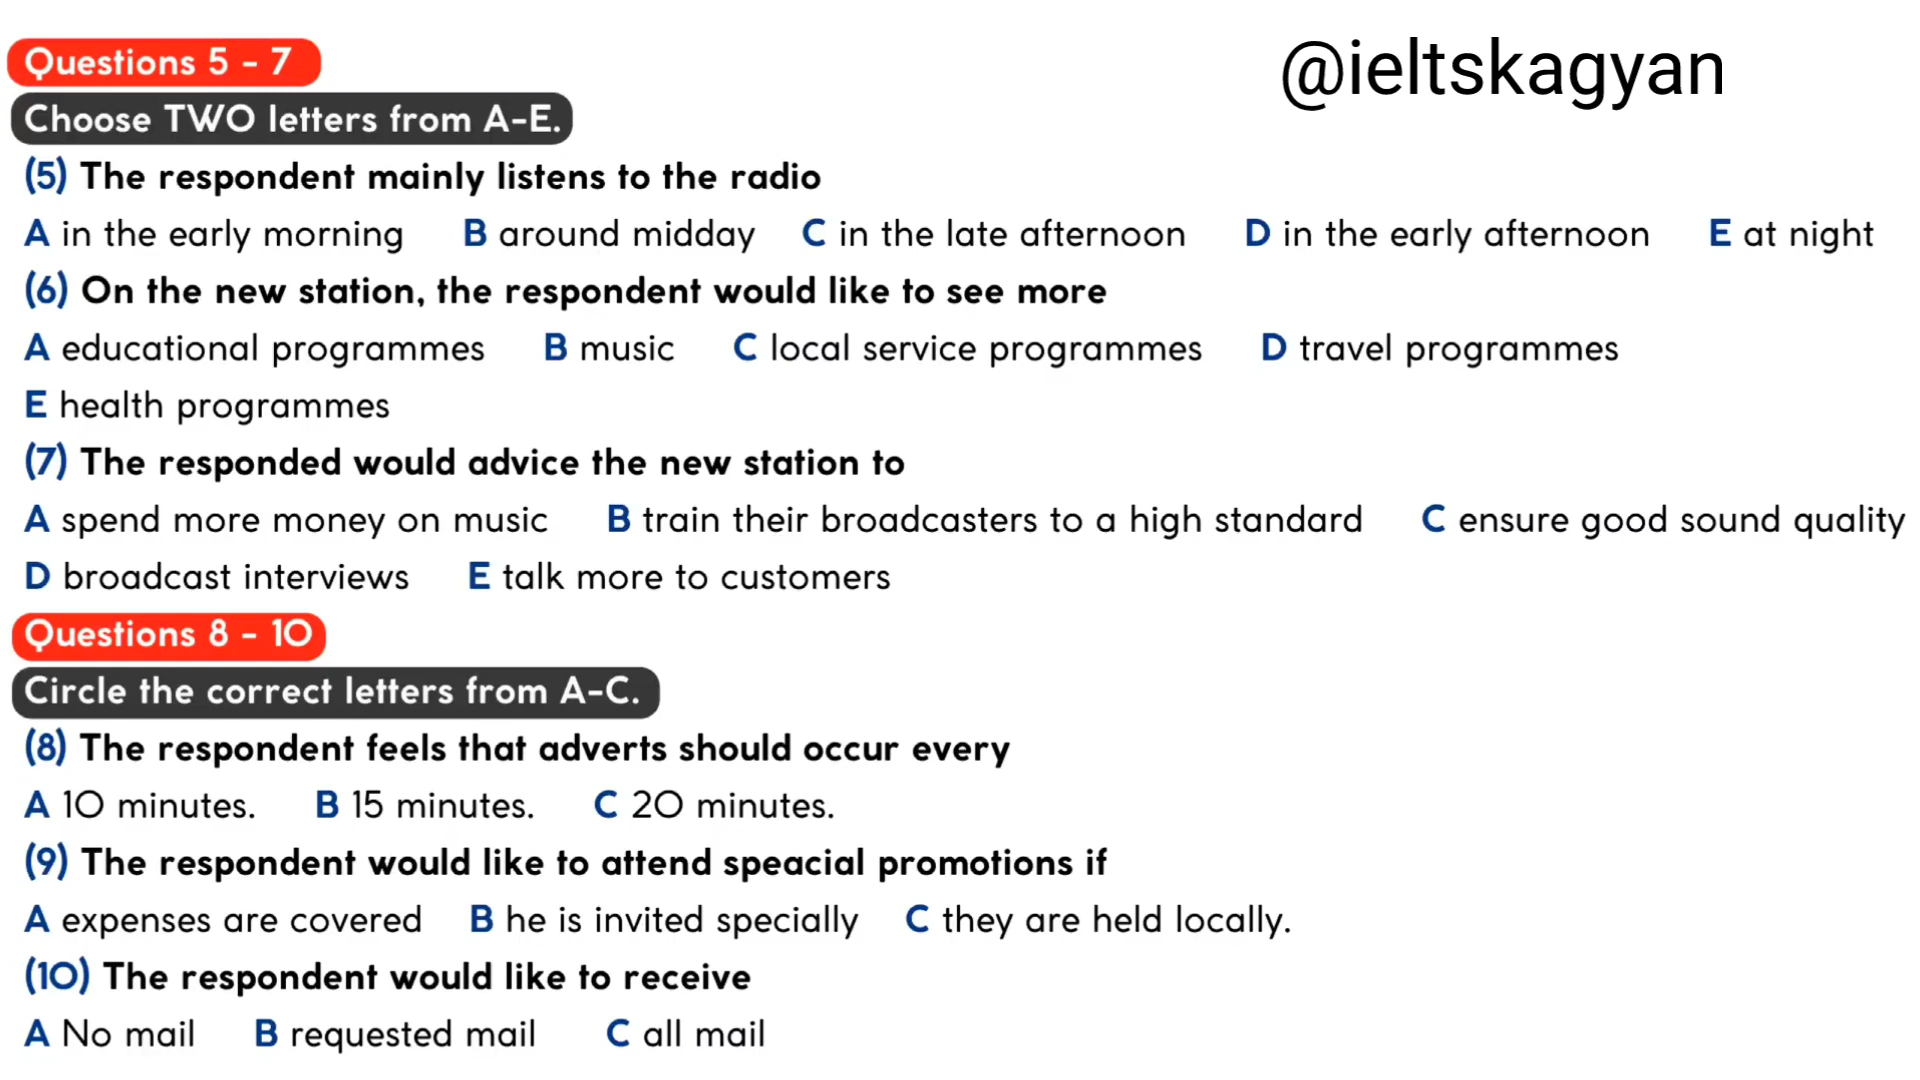 @ieltskagyan
Questions 5 - 7
Choose TWO letters from A-E.
(5) The respondent mainly listens to the radio
A in the early morning B around midday C in the late afternoon D in the early afternoon E at night
(6) On the new station, the respondent would like to see more
A educational programmes B music C local service programmes D travel programmes
E health programmes
(7) The responded would advice the new station to
A spend more money on music B train their broadcasters to a high standard C ensure good sound quality
D broadcast interviews E talk more to customers
Questions 8 - 10
Circle the correct letters from A-C.
(8) The respondent feels that adverts should occur every
A 10 minutes. B 15 minutes. C 20 minutes.
(9) The respondent would like to attend speacial promotions if
A expenses are covered B he is invited specially C they are held locally.
(10) The respondent would like to receive
A No mail B requested mail C all mail